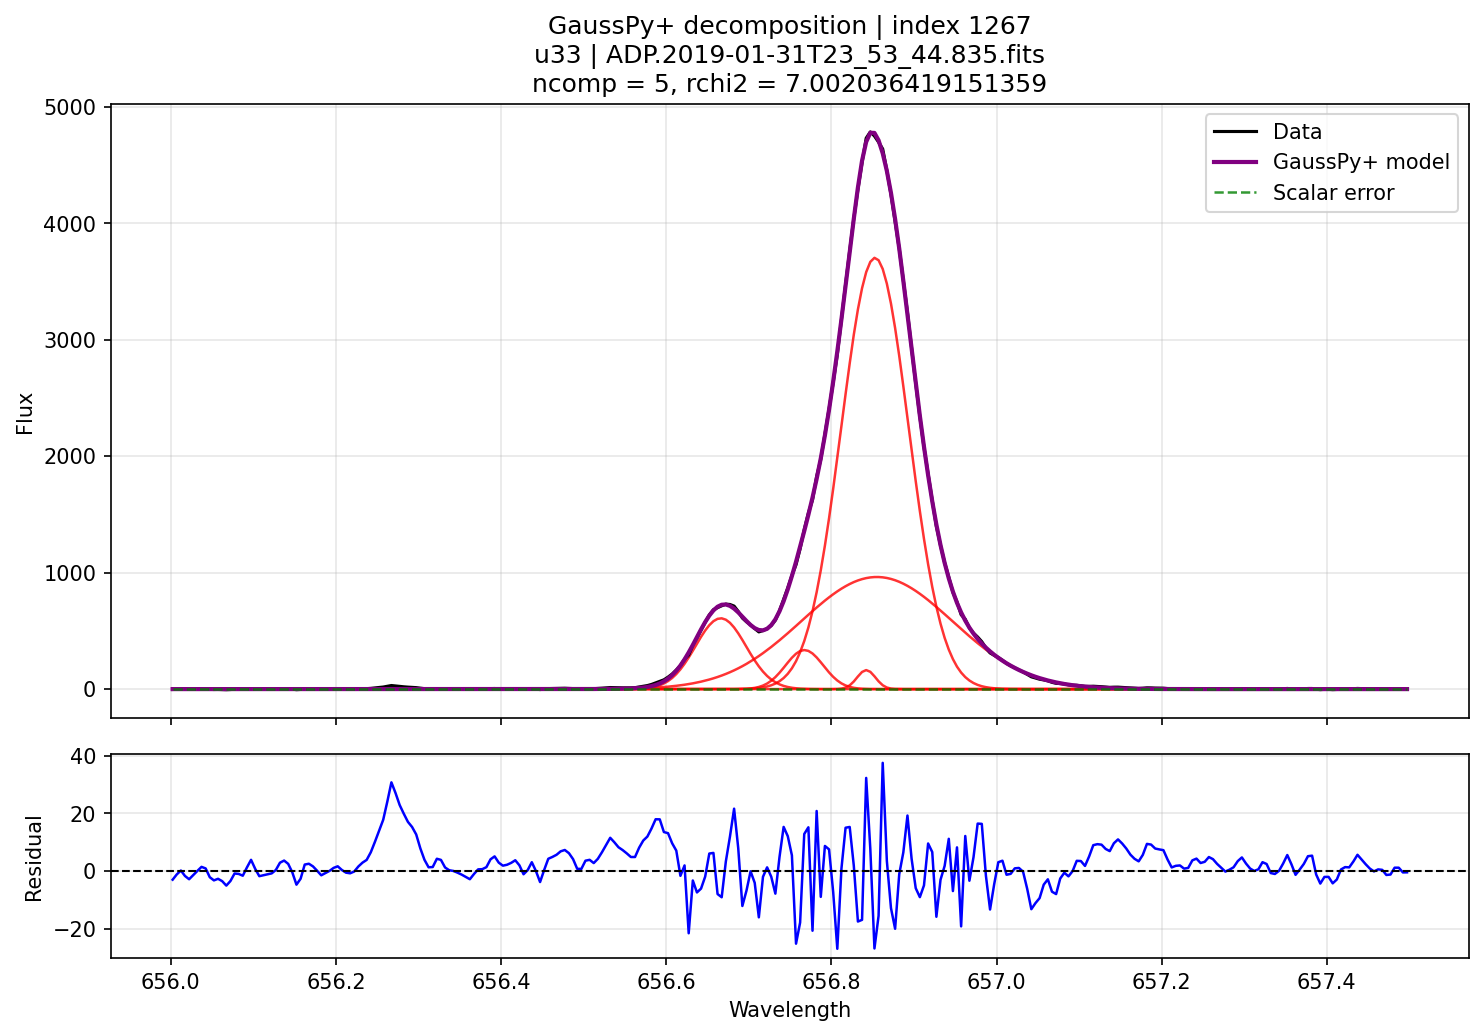 GaussPy+ decomposition | index 1267
u33 | ADP.2019-01-31T23_53_44.835.fits
ncomp = 5, rchi2 = 7.002036419151359
5000
4000
3000
2000
1000
0
Flux
Data
GaussPy+ model
Scalar error
40
20
0
−20
Residual
656.0
656.2
656.4
656.6
656.8
657.0
657.2
657.4
Wavelength